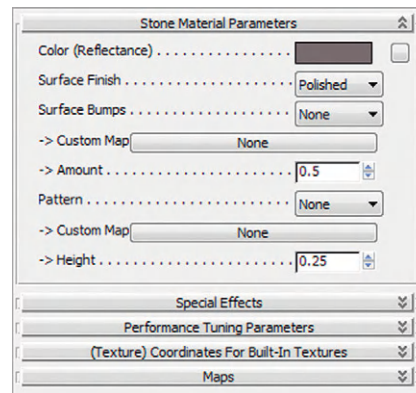 Stone Material Parameters
Color (Reflectance) . . . . . . . . . . . . . . . .
Surface Finish . . . . . . . . . . . . . . . . . . . . . Polished
Surface Bumps . . . . . . . . . . . . . . . . . . . . None
-> Custom Map None
-> Amount . . . . . . . . . . . . . . . . . . . . . . . . 0.5
Pattern . . . . . . . . . . . . . . . . . . . . . . . . . . . None
-> Custom Map None
-> Height . . . . . . . . . . . . . . . . . . . . . . . . . 0.25
Special Effects
Performance Tuning Parameters
(Texture) Coordinates For Built-In Textures
Maps